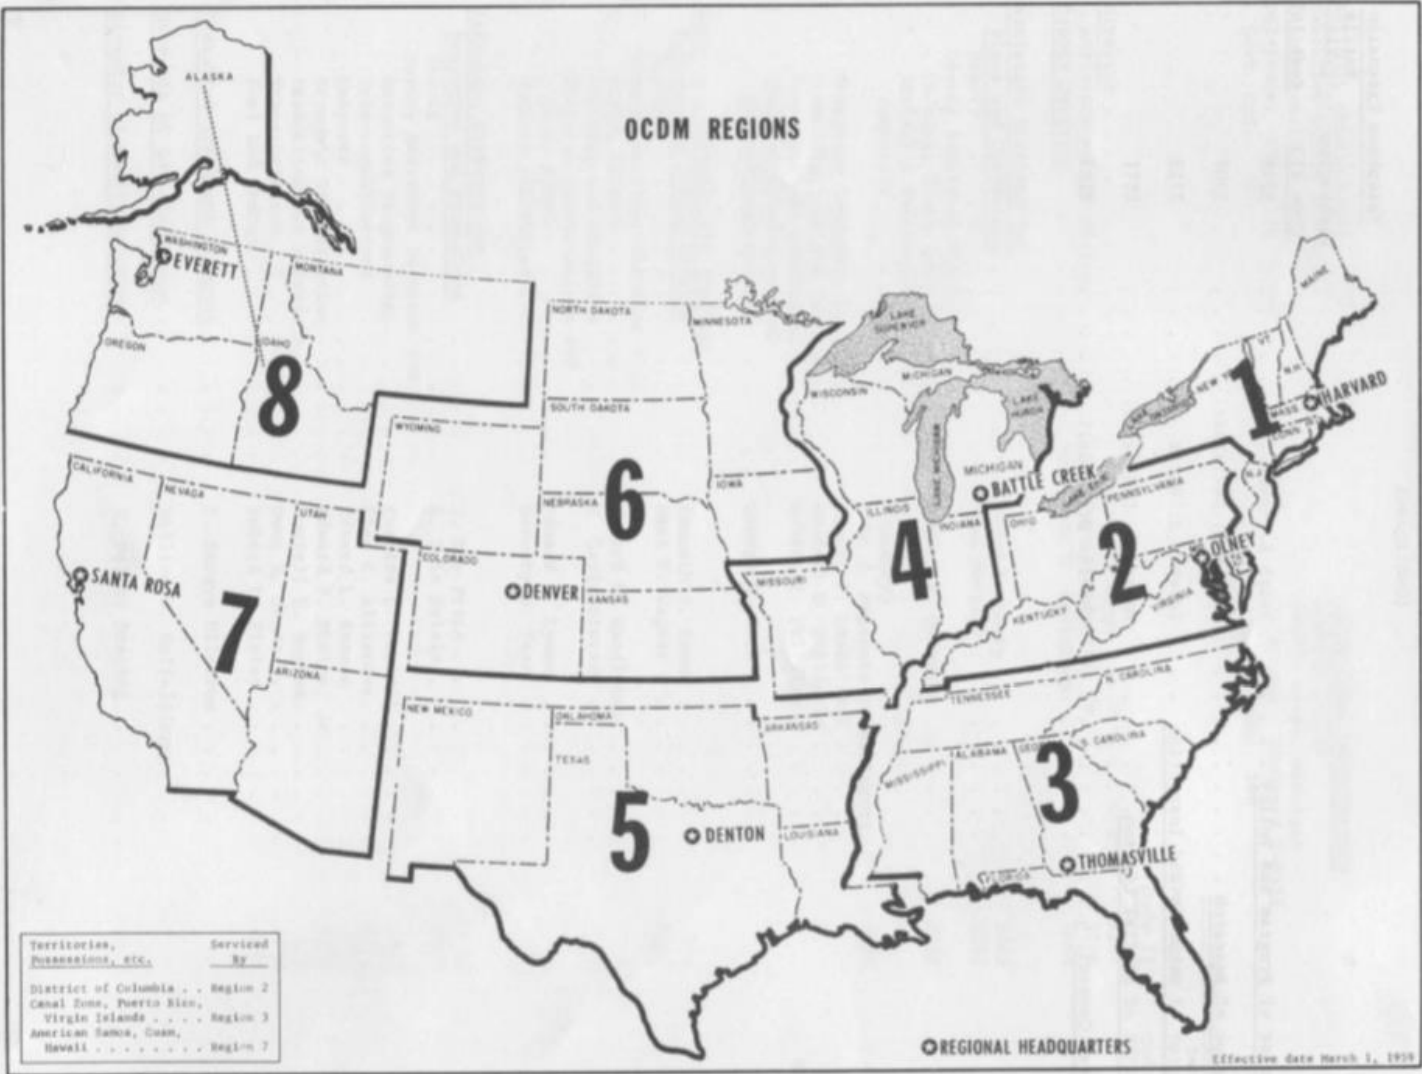 OCDM REGIONS
ALASKA
WASHINGTON
EVERETT
MONTANA
OREGON
IDAHO
8
NORTH DAKOTA
MINNESOTA
SOUTH DAKOTA
WYOMING
6
NEBRASKA
IOWA
COLORADO
DENVER
KANSAS
CALIFORNIA
NEVADA
UTAH
SANTA ROSA
7
ARIZONA
LAKE
SUPERIOR
MICHIGAN
WISCONSIN
LAKE
HURON
LAKE MICHIGAN
MICHIGAN
BATTLE CREEK
ILLINOIS
INDIANA
4
MISSOURI
MAINE
VT.
N.H.
NEW
1
HARVARD
MASS
CONN
N.J.
LAKE ERIE
PENNSYLVANIA
OHIO
2
OLNEY
VIRGINIA
KENTUCKY
NEW MEXICO
OKLAHOMA
TEXAS
ARKANSAS
5
DENTON
LOUISIANA
TENNESSEE
N. CAROLINA
S. CAROLINA
MISSISSIPPI
ALABAMA
3
THOMASVILLE
FLORIDA
Territories, Serviced
Possessions, etc. By
District of Columbia . . Region 2
Canal Zone, Puerto Rico,
Virgin Islands . . . . Region 3
American Samoa, Guam,
Hawaii . . . . . . . . Region 7
REGIONAL HEADQUARTERS
Effective date March 1, 1959